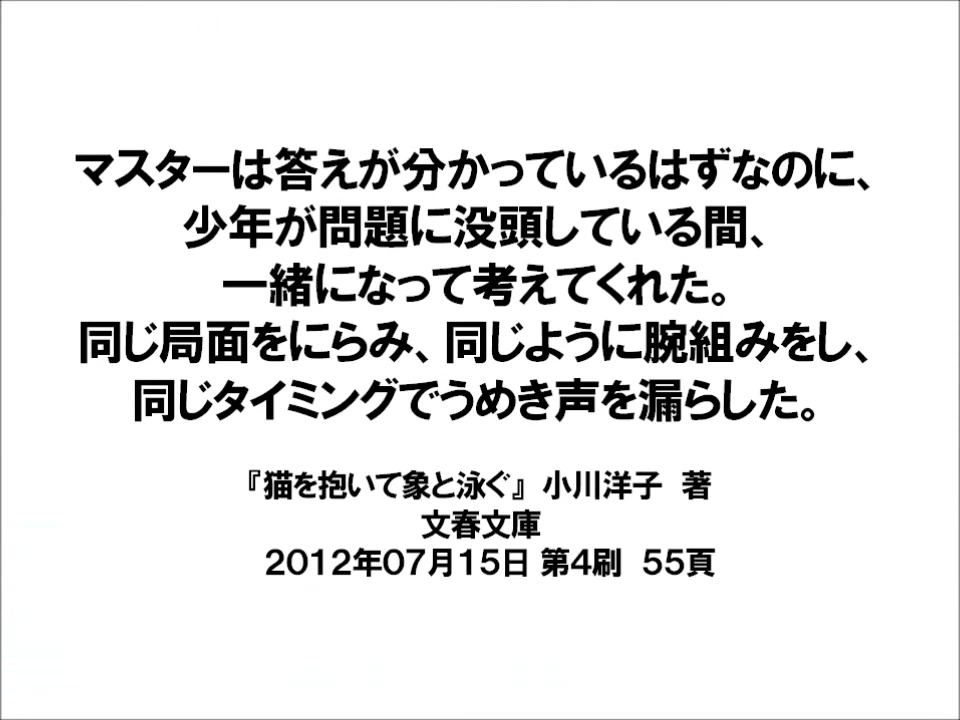 マスターは答えが分かっているはずなのに、
少年が問題に没頭している間、
一緒になって考えてくれた。
同じ局面をにらみ、同じように腕組みをし、
同じタイミングでうめき声を漏らした。
『猫を抱いて象と泳ぐ』 小川洋子　著
文春文庫
２０１２年０７月１５日 第４刷　５５頁